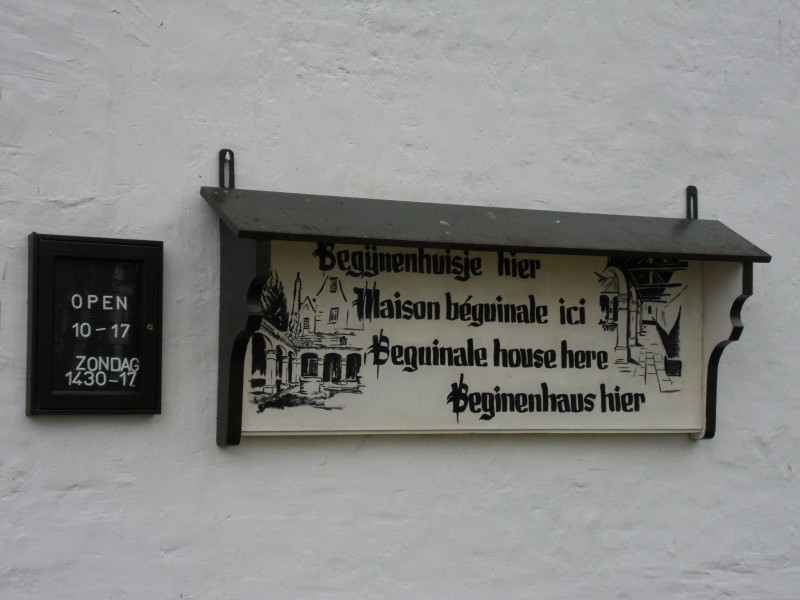 OPEN
10-17
ZONDAG
1430-17
Begijnenhuisje hier
Maison béguinale ici
Beguinale house here
Beginenhaus hier